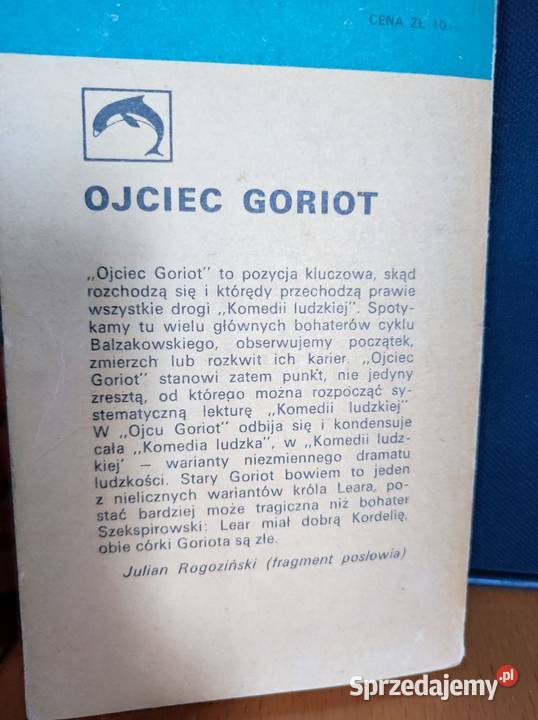 CENA ZŁ 10.—
OJCIEC GORIOT
„Ojciec Goriot" to pozycja kluczowa, skąd
rozchodzą się i którędy przechodzą prawie
wszystkie drogi „Komedii ludzkiej". Spoty-
kamy tu wielu głównych bohaterów cyklu
Balzakowskiego, obserwujemy początek,
zmierzch lub rozkwit ich karier. „Ojciec
Goriot" stanowi zatem punkt, nie jedyny
zresztą, od którego można rozpocząć sy-
stematyczną lekturę „Komedii ludzkiej"
W „Ojcu Goriot" odbija się i kondensuje
cała „Komedia ludzka", w „Komedii ludz-
kiej' — warianty niezmiennego dramatu
ludzkości. Stary Goriot bowiem to jeden
z nielicznych wariantów króla Leara, po-
stać bardziej może tragiczna niż bohater
Szekspirowski: Lear miał dobrą Kordelię,
obie córki Goriota są złe.
Julian Rogoziński (fragment posłowia)
Sprzedajemy.pl